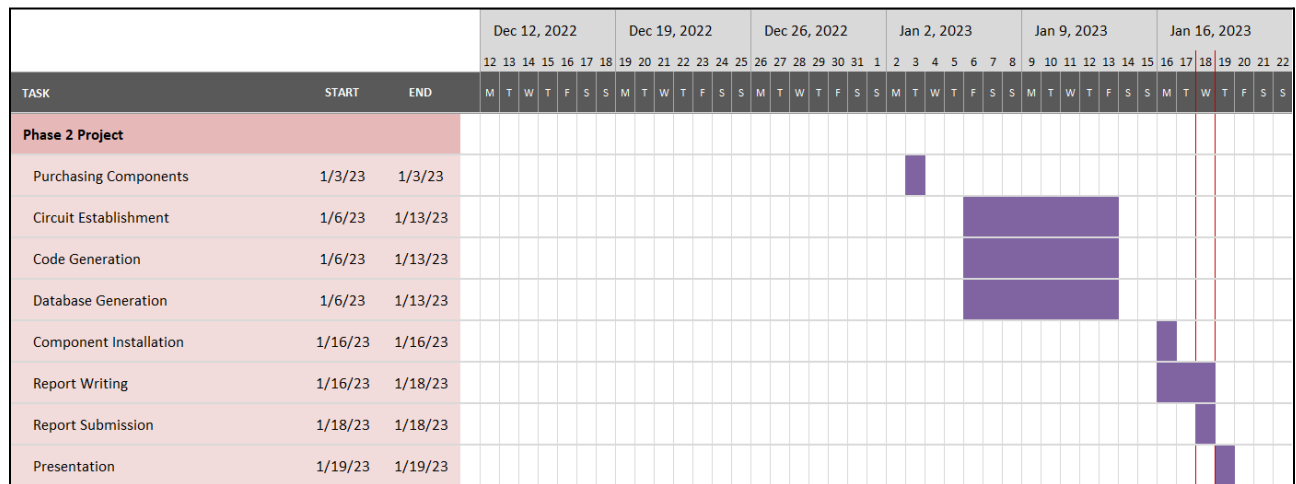 Dec 12, 2022 Dec 19, 2022 Dec 26, 2022 Jan 2, 2023 Jan 9, 2023 Jan 16, 2023
12 13 14 15 16 17 18 19 20 21 22 23 24 25 26 27 28 29 30 31 1 2 3 4 5 6 7 8 9 10 11 12 13 14 15 16 17 18 19 20 21 22
TASK START END M T W T F S S M T W T F S S M T W T F S S M T W T F S S M T W T F S S M T W T F S S
Phase 2 Project
Purchasing Components 1/3/23 1/3/23
Circuit Establishment 1/6/23 1/13/23
Code Generation 1/6/23 1/13/23
Database Generation 1/6/23 1/13/23
Component Installation 1/16/23 1/16/23
Report Writing 1/16/23 1/18/23
Report Submission 1/18/23 1/18/23
Presentation 1/19/23 1/19/23